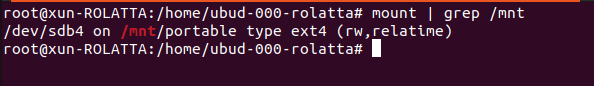 root@xun-ROLATTA:/home/ubud-000-rolatta# mount | grep /mnt
/dev/sdb4 on /mnt/portable type ext4 (rw,relatime)
root@xun-ROLATTA:/home/ubud-000-rolatta#